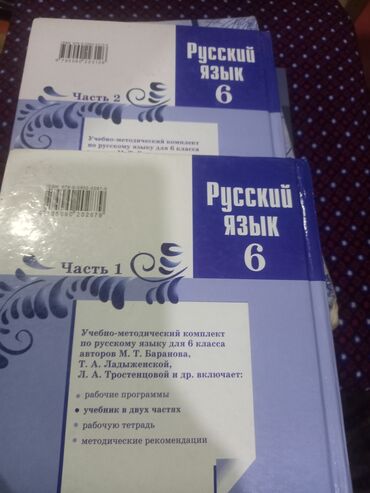 Русский
язык
6
Часть 2
Учебно-методический комплект
по русскому языку для 6 класса
Русский
язык
6
Часть 1
Учебно-методический комплект
по русскому языку для 6 класса
авторов М. Т. Баранова,
Т. А. Ладыженской,
Л. А. Тростенцовой и др. включает:
• рабочие программы
• учебник в двух частях
• рабочую тетрадь
• методические рекомендации